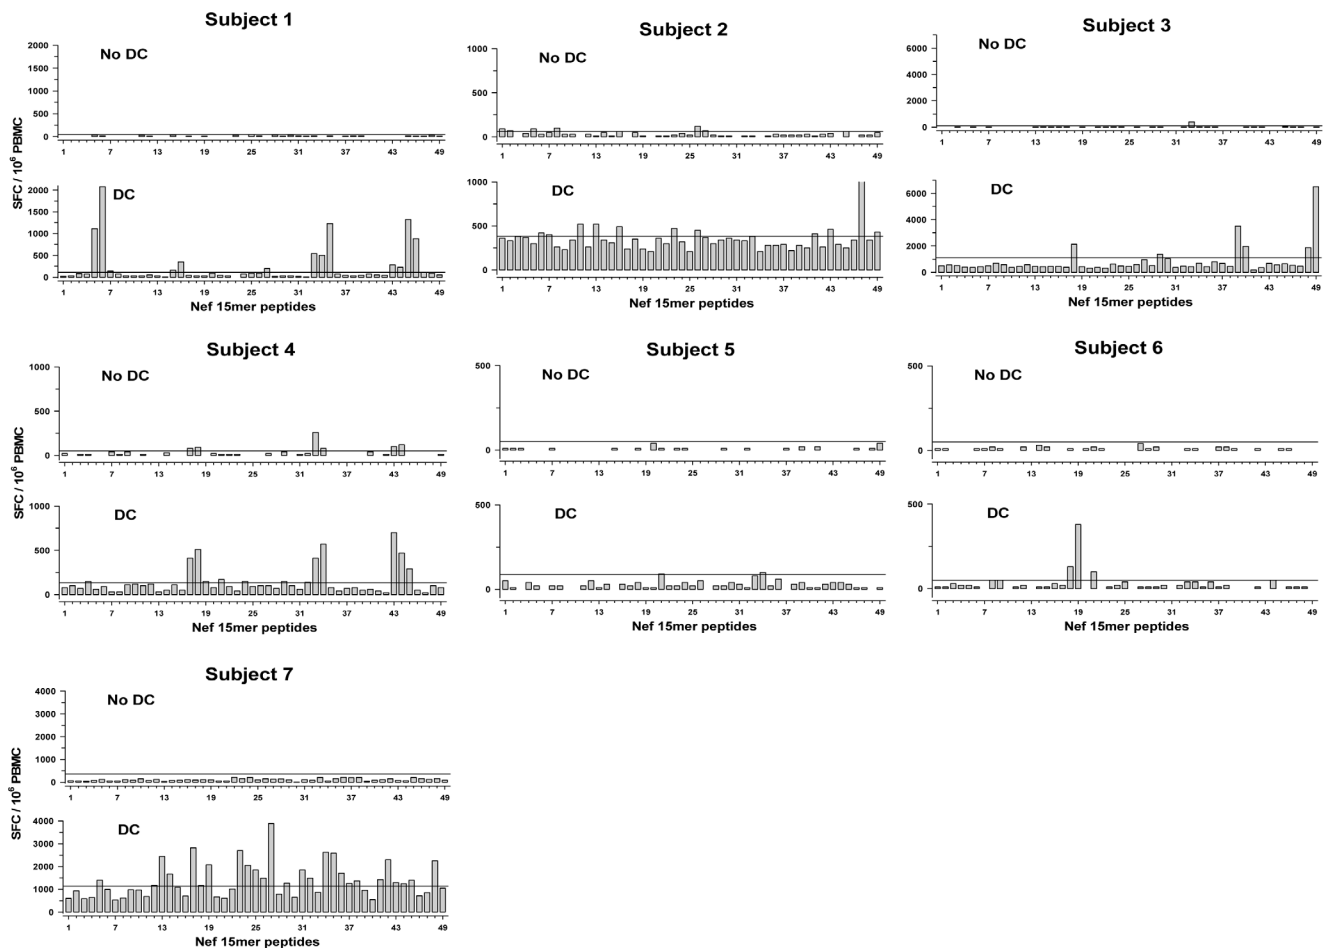 Subject 1
No DC
2000
1500
1000
500
0
1 7 13 19 25 31 37 43 49
SFC / 10⁶ PBMC
DC
2000
1500
1000
500
0
1 7 13 19 25 31 37 43 49
Nef 15mer peptides
Subject 2
No DC
1000
500
0
1 7 13 19 25 31 37 43 49
DC
1000
500
0
1 7 13 19 25 31 37 43 49
Nef 15mer peptides
Subject 3
No DC
6000
4000
2000
0
1 7 13 19 25 31 37 43 49
DC
6000
4000
2000
0
1 7 13 19 25 31 37 43 49
Nef 15mer peptides
Subject 4
No DC
1000
500
0
1 7 13 19 25 31 37 43 49
SFC / 10⁶ PBMC
DC
1000
500
0
1 7 13 19 25 31 37 43 49
Nef 15mer peptides
Subject 5
No DC
500
0
1 7 13 19 25 31 37 43 49
DC
500
0
1 7 13 19 25 31 37 43 49
Nef 15mer peptides
Subject 6
No DC
500
0
1 7 13 19 25 31 37 43 49
DC
500
0
1 7 13 19 25 31 37 43 49
Nef 15mer peptides
Subject 7
No DC
4000
3000
2000
1000
0
1 7 13 19 25 31 37 43 49
SFC / 10⁶ PBMC
DC
4000
3000
2000
1000
0
1 7 13 19 25 31 37 43 49
Nef 15mer peptides